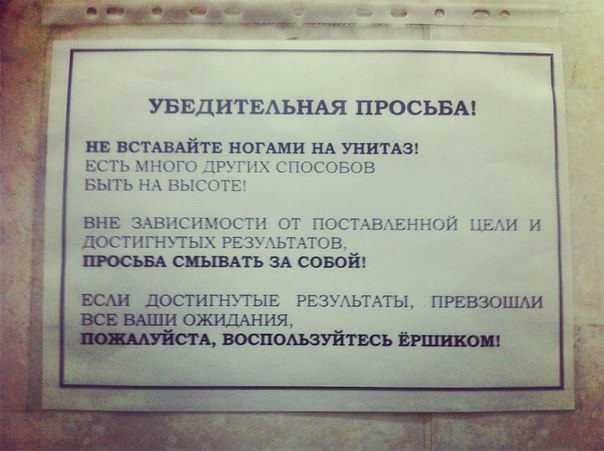 УБЕДИТЕЛЬНАЯ ПРОСЬБА!
НЕ ВСТАВАЙТЕ НОГАМИ НА УНИТАЗ!
ЕСТЬ МНОГО ДРУГИХ СПОСОБОВ
БЫТЬ НА ВЫСОТЕ!
ВНЕ ЗАВИСИМОСТИ ОТ ПОСТАВЛЕННОЙ ЦЕЛИ И
ДОСТИГНУТЫХ РЕЗУЛЬТАТОВ,
ПРОСЬБА СМЫВАТЬ ЗА СОБОЙ!
ЕСЛИ ДОСТИГНУТЫЕ РЕЗУЛЬТАТЫ, ПРЕВЗОШЛИ
ВСЕ ВАШИ ОЖИДАНИЯ,
ПОЖАЛУЙСТА, ВОСПОЛЬЗУЙТЕСЬ ЁРШИКОМ!